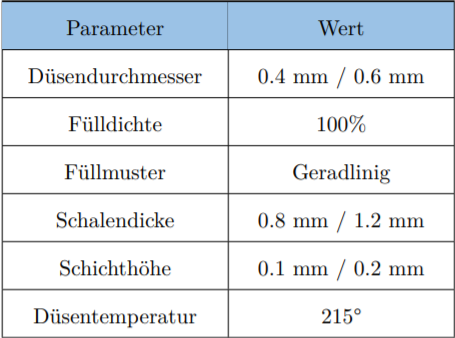 Parameter Wert
Düsendurchmesser 0.4 mm / 0.6 mm
Fülldichte 100%
Füllmuster Geradlinig
Schalendicke 0.8 mm / 1.2 mm
Schichthöhe 0.1 mm / 0.2 mm
Düsentemperatur 215°